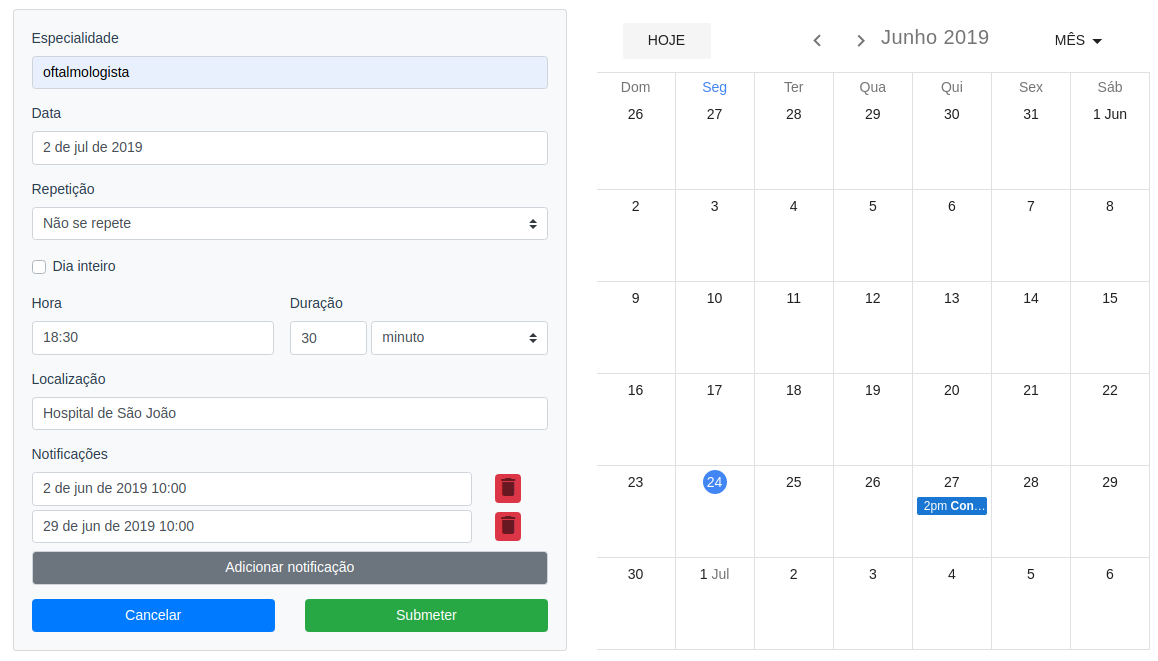 Especialidade
oftalmologista
Data
2 de jul de 2019
Repetição
Não se repete
Dia inteiro
Hora Duração
18:30 30 minuto
Localização
Hospital de São João
Notificações
2 de jun de 2019 10:00
29 de jun de 2019 10:00
Adicionar notificação
Cancelar Submeter
HOJE Junho 2019 MÊS
Dom Seg Ter Qua Qui Sex Sáb
26 27 28 29 30 31 1 Jun
2 3 4 5 6 7 8
9 10 11 12 13 14 15
16 17 18 19 20 21 22
23 24 25 26 27 28 29
2pm Con...
30 1 Jul 2 3 4 5 6